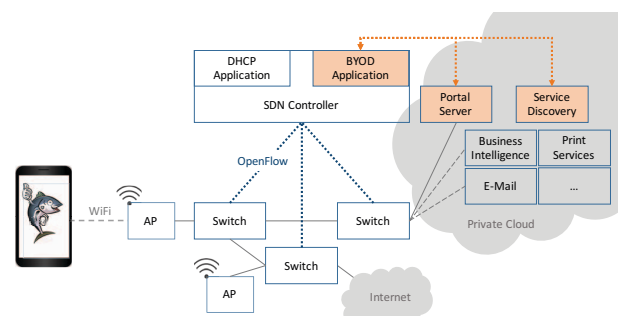 DHCP
Application
BYOD
Application
SDN Controller
Portal
Server
Service
Discovery
Business
Intelligence
Print
Services
E-Mail
...
OpenFlow
WiFi
AP
Switch
Switch
Private Cloud
Switch
AP
Internet